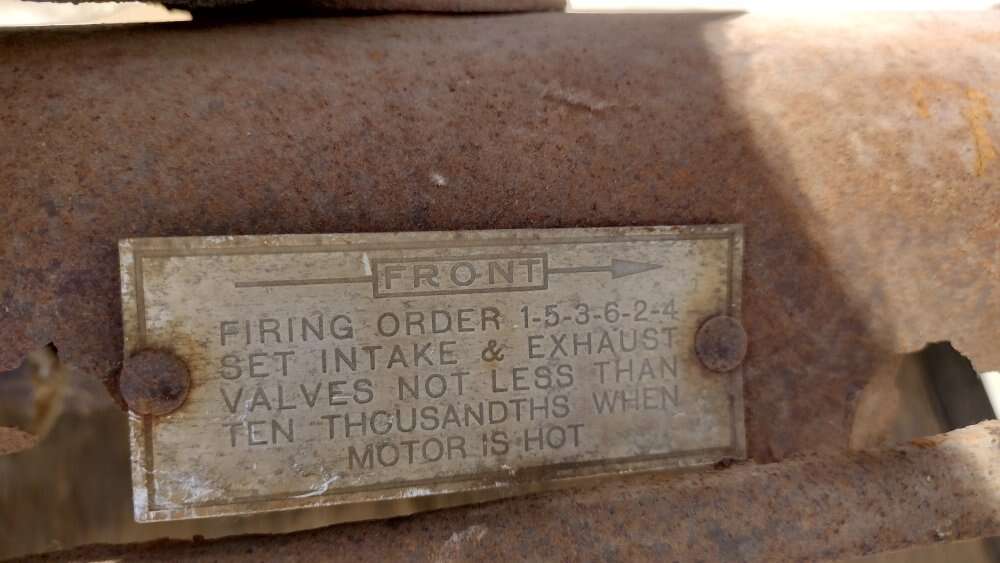 FRONT
FIRING ORDER 1-5-3-6-2-4
SET INTAKE & EXHAUST
VALVES NOT LESS THAN
TEN THOUSANDTHS WHEN
MOTOR IS HOT